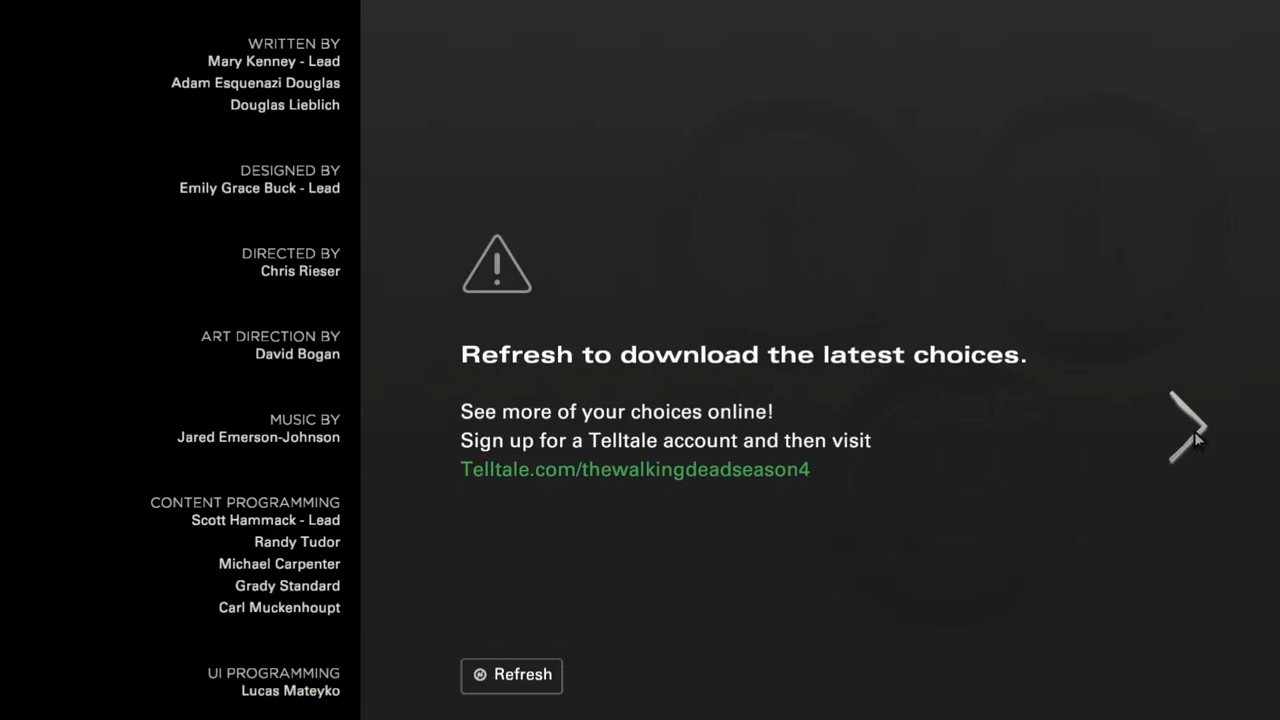 WRITTEN BY
Mary Kenney - Lead
Adam Esquenazi Douglas
Douglas Lieblich
DESIGNED BY
Emily Grace Buck - Lead
DIRECTED BY
Chris Rieser
ART DIRECTION BY
David Bogan
MUSIC BY
Jared Emerson-Johnson
CONTENT PROGRAMMING
Scott Hammack - Lead
Randy Tudor
Michael Carpenter
Grady Standard
Carl Muckenhoupt
UI PROGRAMMING
Lucas Mateyko
Refresh to download the latest choices.
See more of your choices online!
Sign up for a Telltale account and then visit
Telltale.com/thewalkingdeadseason4
Refresh